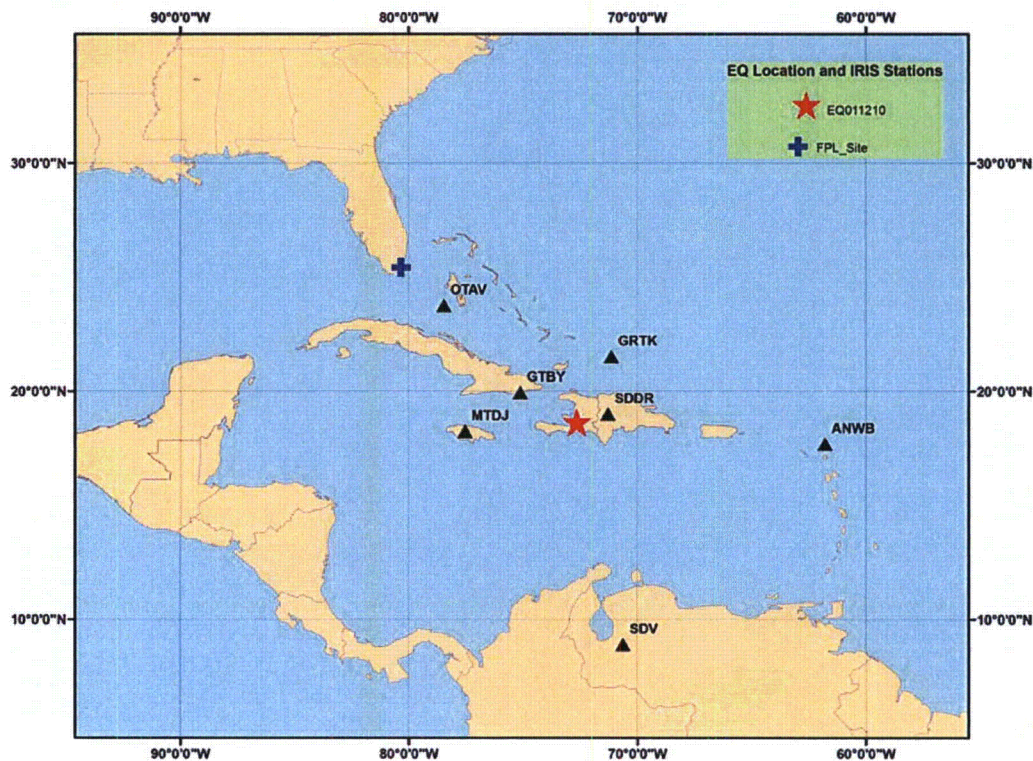 90°0'0"W
80°0'0"W
70°0'0"W
60°0'0"W
EQ Location and IRIS Stations
EQ011210
FPL_Site
30°0'0"N
30°0'0"N
OTAV
GRTK
GTBY
20°0'0"N
SDDR
20°0'0"N
MTDJ
ANWB
10°0'0"N
SDV
10°0'0"N
90°0'0"W
80°0'0"W
70°0'0"W
60°0'0"W